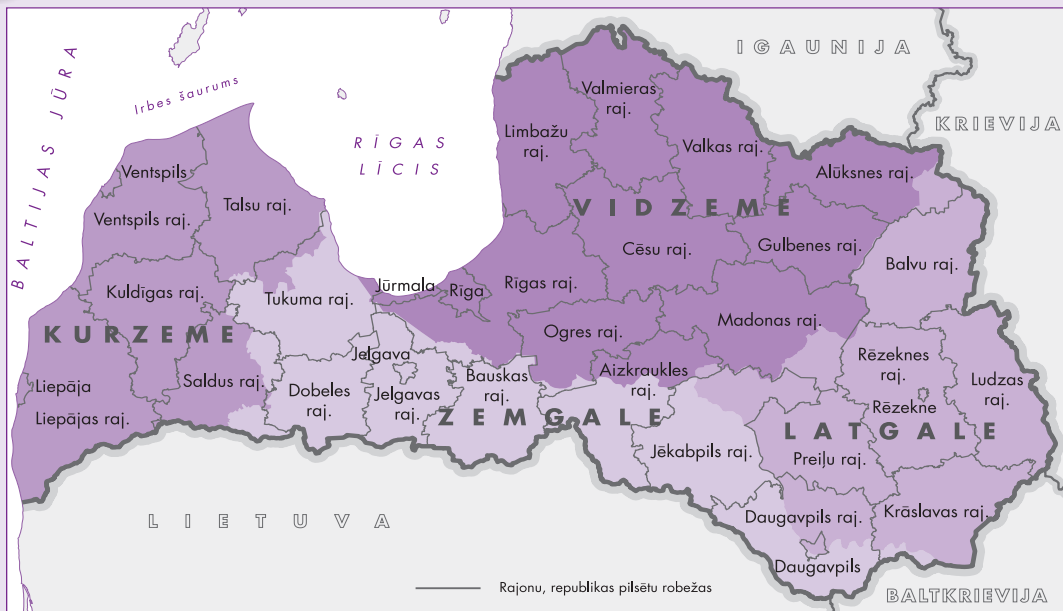 IGAUNIJA
KRIEVIJA
BALTIJAS JŪRA
Irbes šaurums
RĪGAS
LĪCIS
Valmieras
raj.
Limbažu
raj.
Valkas raj.
Alūksnes raj.
Ventspils
Ventspils raj.
Talsu raj.
VIDZEME
Cēsu raj.
Gulbenes raj.
Balvu raj.
Kuldīgas raj.
Tukuma raj.
Jūrmala
Rīga
Rīgas raj.
KURZEME
Ogres raj.
Madonas raj.
Jelgava
Rēzeknes
raj.
Liepāja
Saldus raj.
Dobeles
raj.
Jelgavas
raj.
Bauskas
raj.
Aizkraukles
raj.
Ludzas
raj.
Liepājas raj.
ZEMGALE
Rēzekne
LATGALE
Jēkabpils raj.
Preiļu raj.
LIETUVA
Daugavpils raj.
Krāslavas raj.
Daugavpils
Rajonu, republikas pilsētu robežas
BALTKRIEVIJA